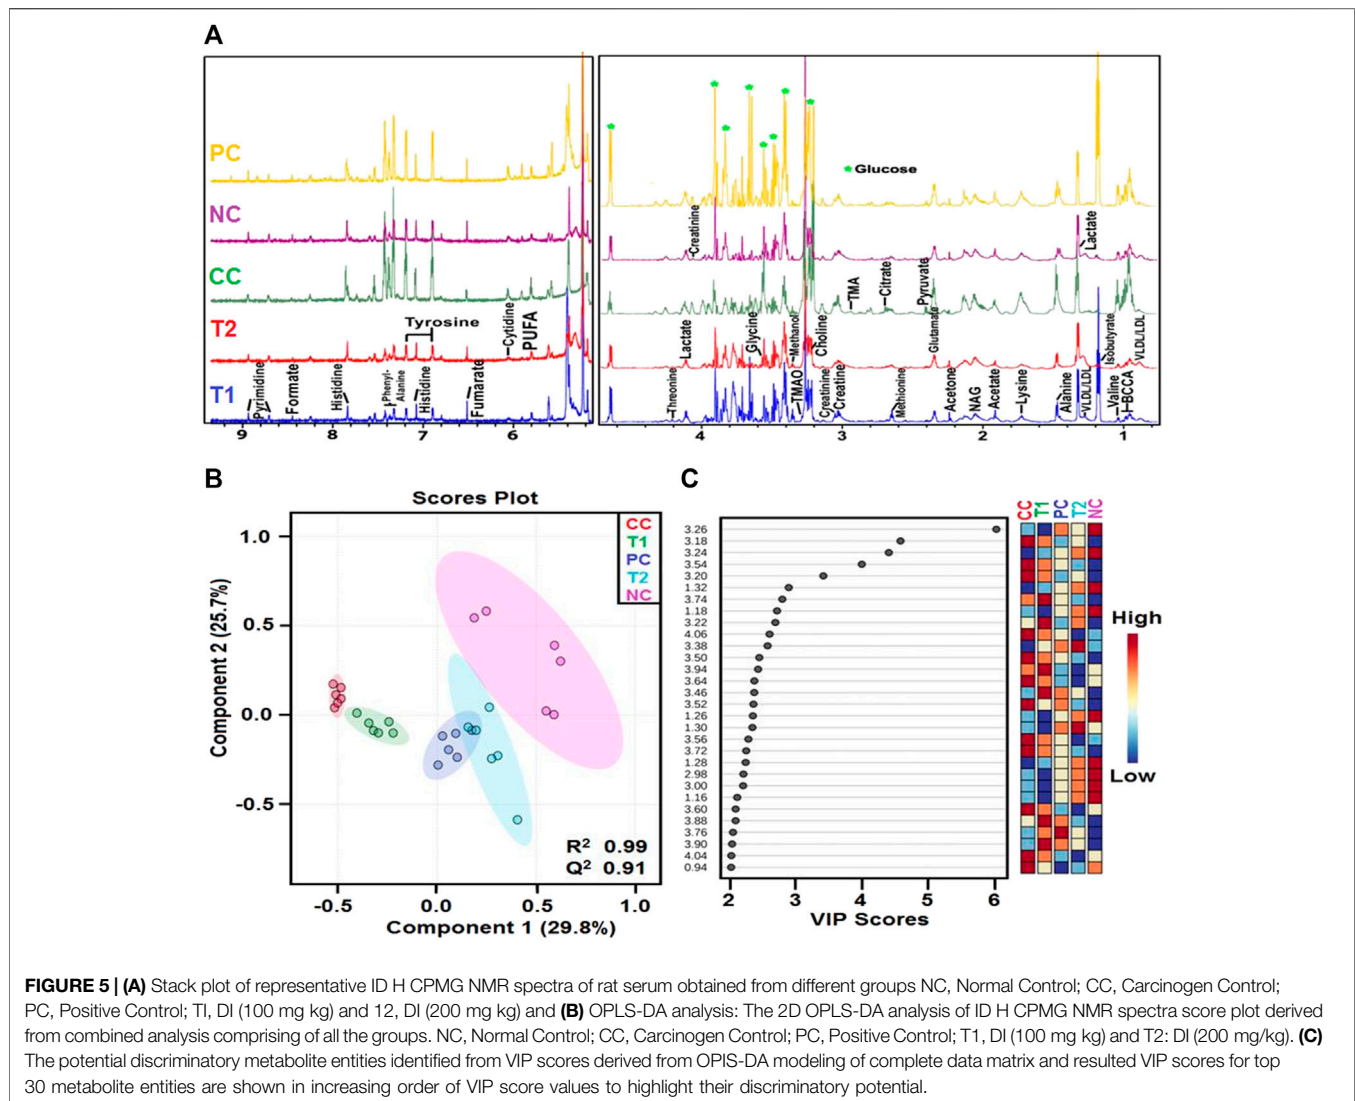 A
PC
NC
CC
T2
T1
Tyrosine
Cytidine
PUFA
Pyrimidine
Formate
Histidine
Phenyl-
Alanine
Histidine
Fumarate
9
8
7
6
Glucose
Creatinine
Lactate
TMA
Citrate
Pyruvate
Lactate
Glycine
Methanol
Choline
Glutamate
Isobutyrate
VLDL/LDL
Threonine
TMAO
Creatinine
Creatine
Methionine
Acetone
NAG
Acetate
Lysine
Alanine
VLDL/LDL
Valine
BCCA
4
3
2
1
B
Scores Plot
CC
T1
PC
T2
NC
1.0
0.5
0.0
-0.5
Component 2 (25.7%)
R² 0.99
Q² 0.91
-0.5
0.0
0.5
1.0
Component 1 (29.8%)
C
CC
T1
PC
T2
NC
3.26
3.18
3.24
3.54
3.20
1.32
3.74
1.18
3.22
4.06
3.38
3.50
3.94
3.64
3.46
3.52
1.26
1.30
3.56
3.72
1.28
2.98
3.00
1.16
3.60
3.88
3.76
3.90
4.04
0.94
2
3
4
5
6
VIP Scores
High
Low
FIGURE 5 | (A) Stack plot of representative ID H CPMG NMR spectra of rat serum obtained from different groups NC, Normal Control; CC, Carcinogen Control;
PC, Positive Control; TI, DI (100 mg kg) and 12, DI (200 mg kg) and (B) OPLS-DA analysis: The 2D OPLS-DA analysis of ID H CPMG NMR spectra score plot derived
from combined analysis comprising of all the groups. NC, Normal Control; CC, Carcinogen Control; PC, Positive Control; T1, DI (100 mg kg) and T2: DI (200 mg/kg). (C)
The potential discriminatory metabolite entities identified from VIP scores derived from OPIS-DA modeling of complete data matrix and resulted VIP scores for top
30 metabolite entities are shown in increasing order of VIP score values to highlight their discriminatory potential.